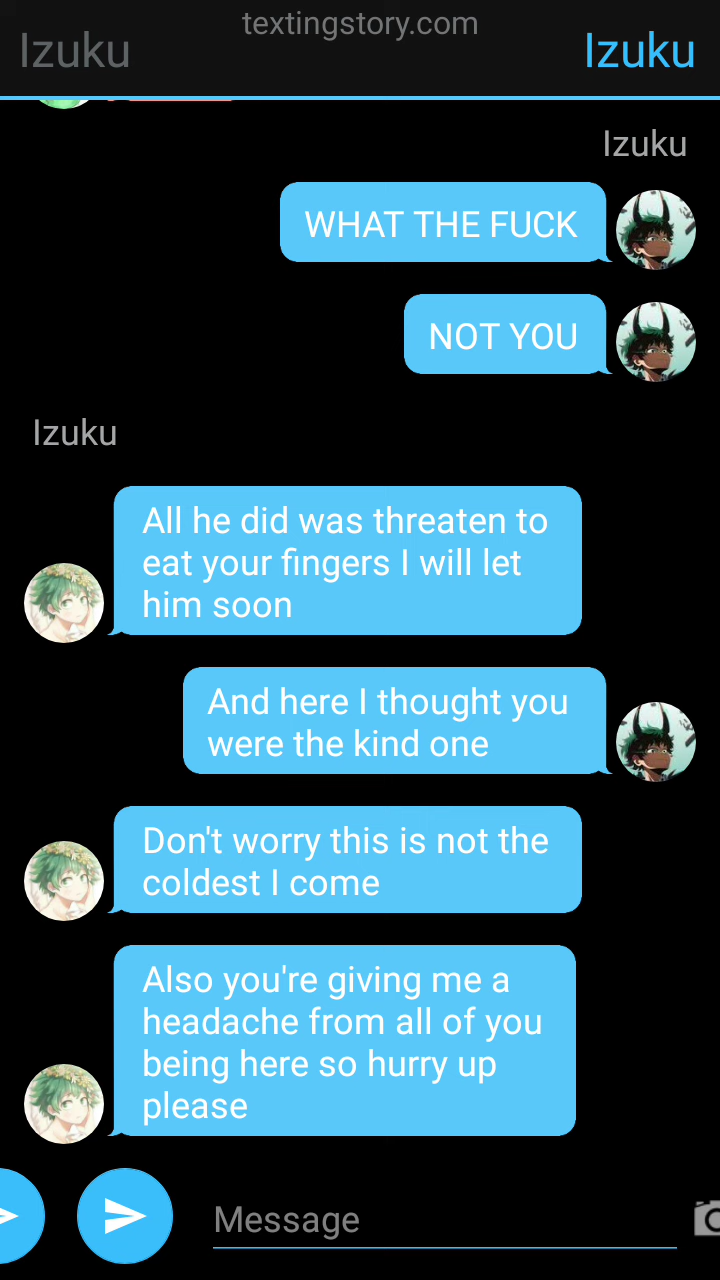 textingstory.com
Izuku
Izuku
Izuku
WHAT THE FUCK
NOT YOU
Izuku
All he did was threaten to
eat your fingers I will let
him soon
And here I thought you
were the kind one
Don't worry this is not the
coldest I come
Also you're giving me a
headache from all of you
being here so hurry up
please
Message